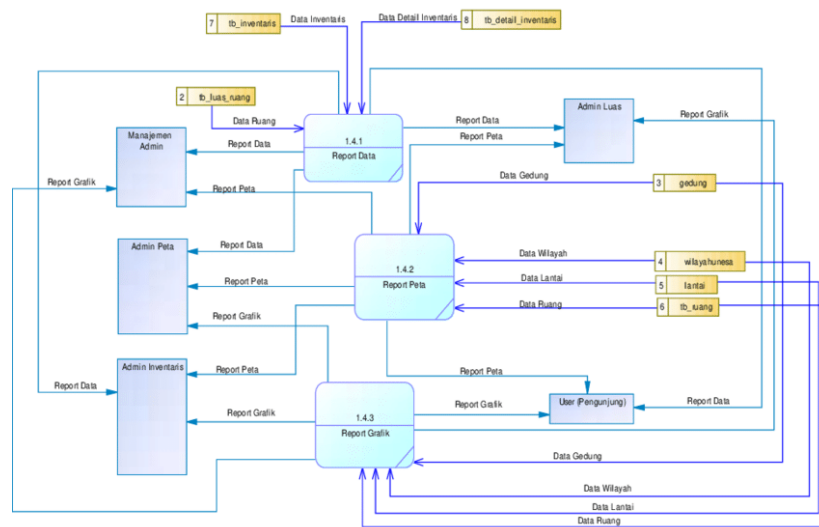 7 tb_inventaris
Data Inventaris
Data Detail Inventaris
8 tb_detail_inventaris
2 tb_luas_ruang
Data Ruang
Manajemen
Admin
Report Data
1.4.1
Report Data
Report Data
Report Peta
Admin Luas
Report Grafik
Report Grafik
Report Peta
Data Gedung
3 gedung
Admin Peta
Report Data
Report Peta
Report Grafik
1.4.2
Report Peta
Data Wilayah
4 wilayahunesa
Data Lantai
5 lantai
Data Ruang
6 tb_ruang
Admin Inventaris
Report Data
Report Peta
Report Grafik
1.4.3
Report Grafik
Report Peta
Report Grafik
User (Pengunjung)
Report Data
Data Gedung
Data Wilayah
Data Lantai
Data Ruang